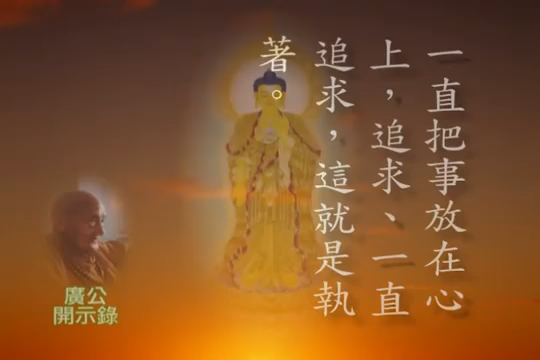 一直把事放在心
上，追求、一直
追求，這就是執
著。
廣公
開示錄